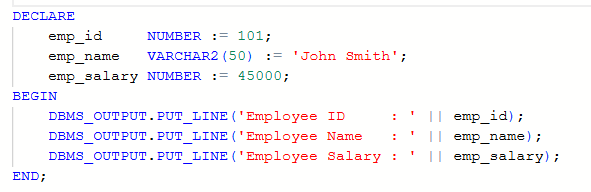 DECLARE
    emp_id     NUMBER := 101;
    emp_name   VARCHAR2(50) := 'John Smith';
    emp_salary NUMBER := 45000;
BEGIN
    DBMS_OUTPUT.PUT_LINE('Employee ID     : ' || emp_id);
    DBMS_OUTPUT.PUT_LINE('Employee Name   : ' || emp_name);
    DBMS_OUTPUT.PUT_LINE('Employee Salary : ' || emp_salary);
END;